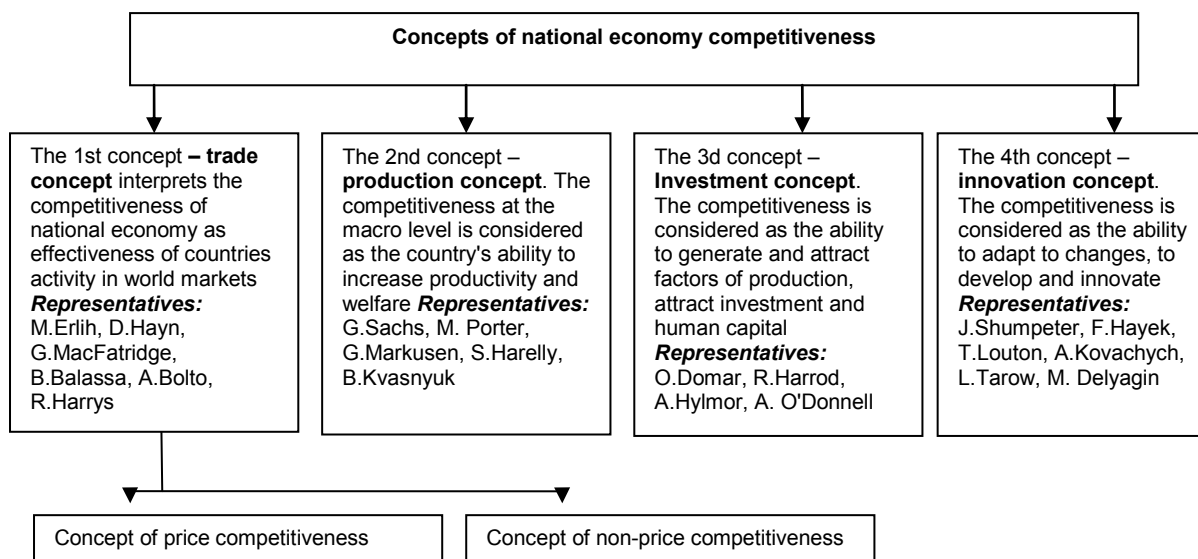 Concepts of national economy competitiveness
The 1st concept – trade
concept interprets the
competitiveness of
national economy as
effectiveness of countries
activity in world markets
Representatives:
M.Erlih, D.Hayn,
G.MacFatridge,
B.Balassa, A.Bolto,
R.Harrys
The 2nd concept –
production concept. The
competitiveness at the
macro level is considered
as the country's ability to
increase productivity and
welfare Representatives:
G.Sachs, M. Porter,
G.Markusen, S.Harelly,
B.Kvasnyuk
The 3d concept –
Investment concept.
The competitiveness is
considered as the ability
to generate and attract
factors of production,
attract investment and
human capital
Representatives:
O.Domar, R.Harrod,
A.Hylmor, A. O'Donnell
The 4th concept –
innovation concept.
The competitiveness is
considered as the ability
to adapt to changes, to
develop and innovate
Representatives:
J.Shumpeter, F.Hayek,
T.Louton, A.Kovachych,
L.Tarow, M. Delyagin
Concept of price competitiveness
Concept of non-price competitiveness